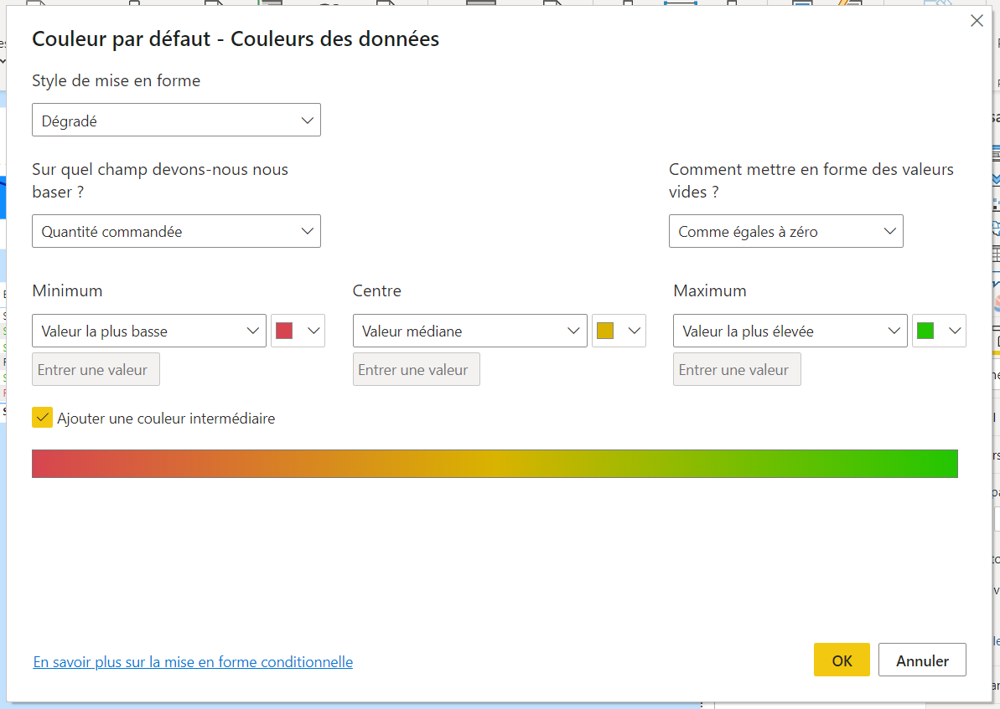 Couleur par défaut - Couleurs des données
Style de mise en forme
Dégradé
Sur quel champ devons-nous nous
baser ?
Comment mettre en forme des valeurs
vides ?
Quantité commandée
Comme égales à zéro
Minimum
Centre
Maximum
Valeur la plus basse
Valeur médiane
Valeur la plus élevée
Entrer une valeur
Entrer une valeur
Entrer une valeur
Ajouter une couleur intermédiaire
En savoir plus sur la mise en forme conditionnelle
OK
Annuler